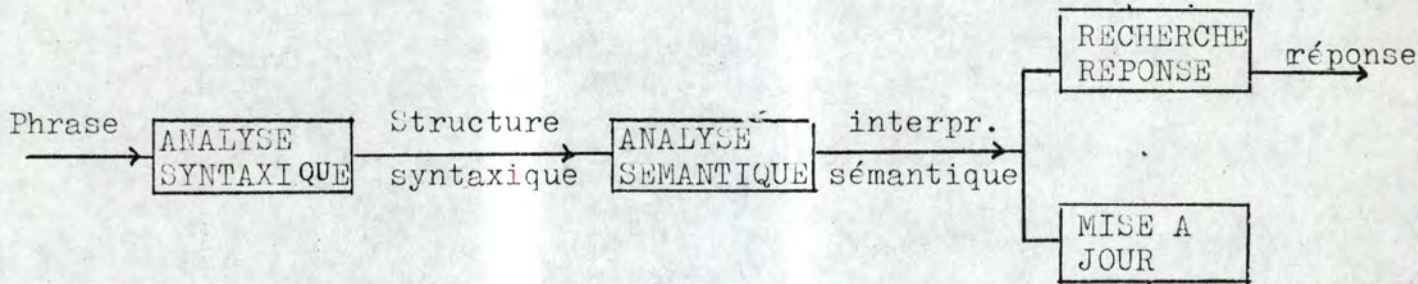 Phrase
ANALYSE
SYNTAXIQUE
Structure
syntaxique
ANALYSE
SEMANTIQUE
interpr.
sémantique
RECHERCHE
REPONSE
réponse
MISE A
JOUR